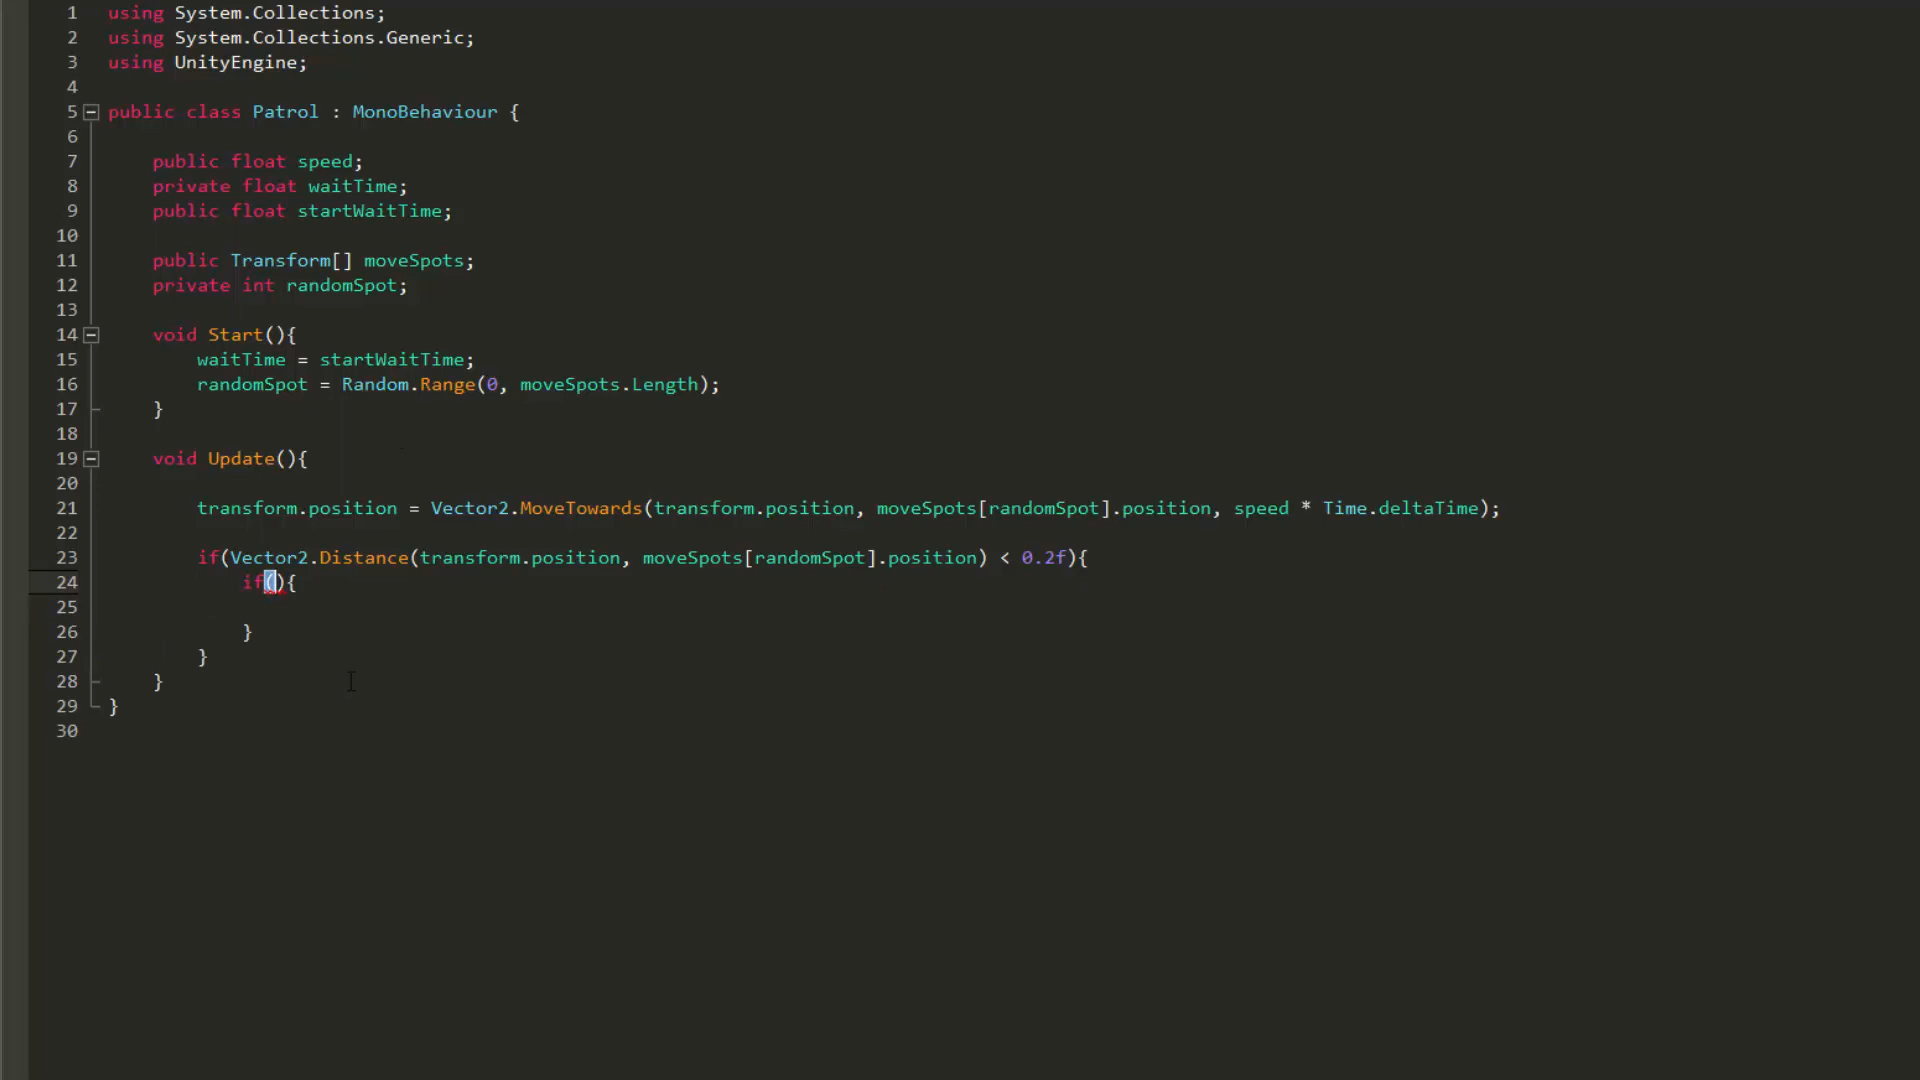 1 using System.Collections;
2 using System.Collections.Generic;
3 using UnityEngine;
4
5 public class Patrol : MonoBehaviour {
6
7 public float speed;
8 private float waitTime;
9 public float startWaitTime;
10
11 public Transform[] moveSpots;
12 private int randomSpot;
13
14 void Start(){
15 waitTime = startWaitTime;
16 randomSpot = Random.Range(0, moveSpots.Length);
17 }
18
19 void Update(){
20
21 transform.position = Vector2.MoveTowards(transform.position, moveSpots[randomSpot].position, speed * Time.deltaTime);
22
23 if(Vector2.Distance(transform.position, moveSpots[randomSpot].position) < 0.2f){
24 if(){
25
26 }
27 }
28 }
29 }
30